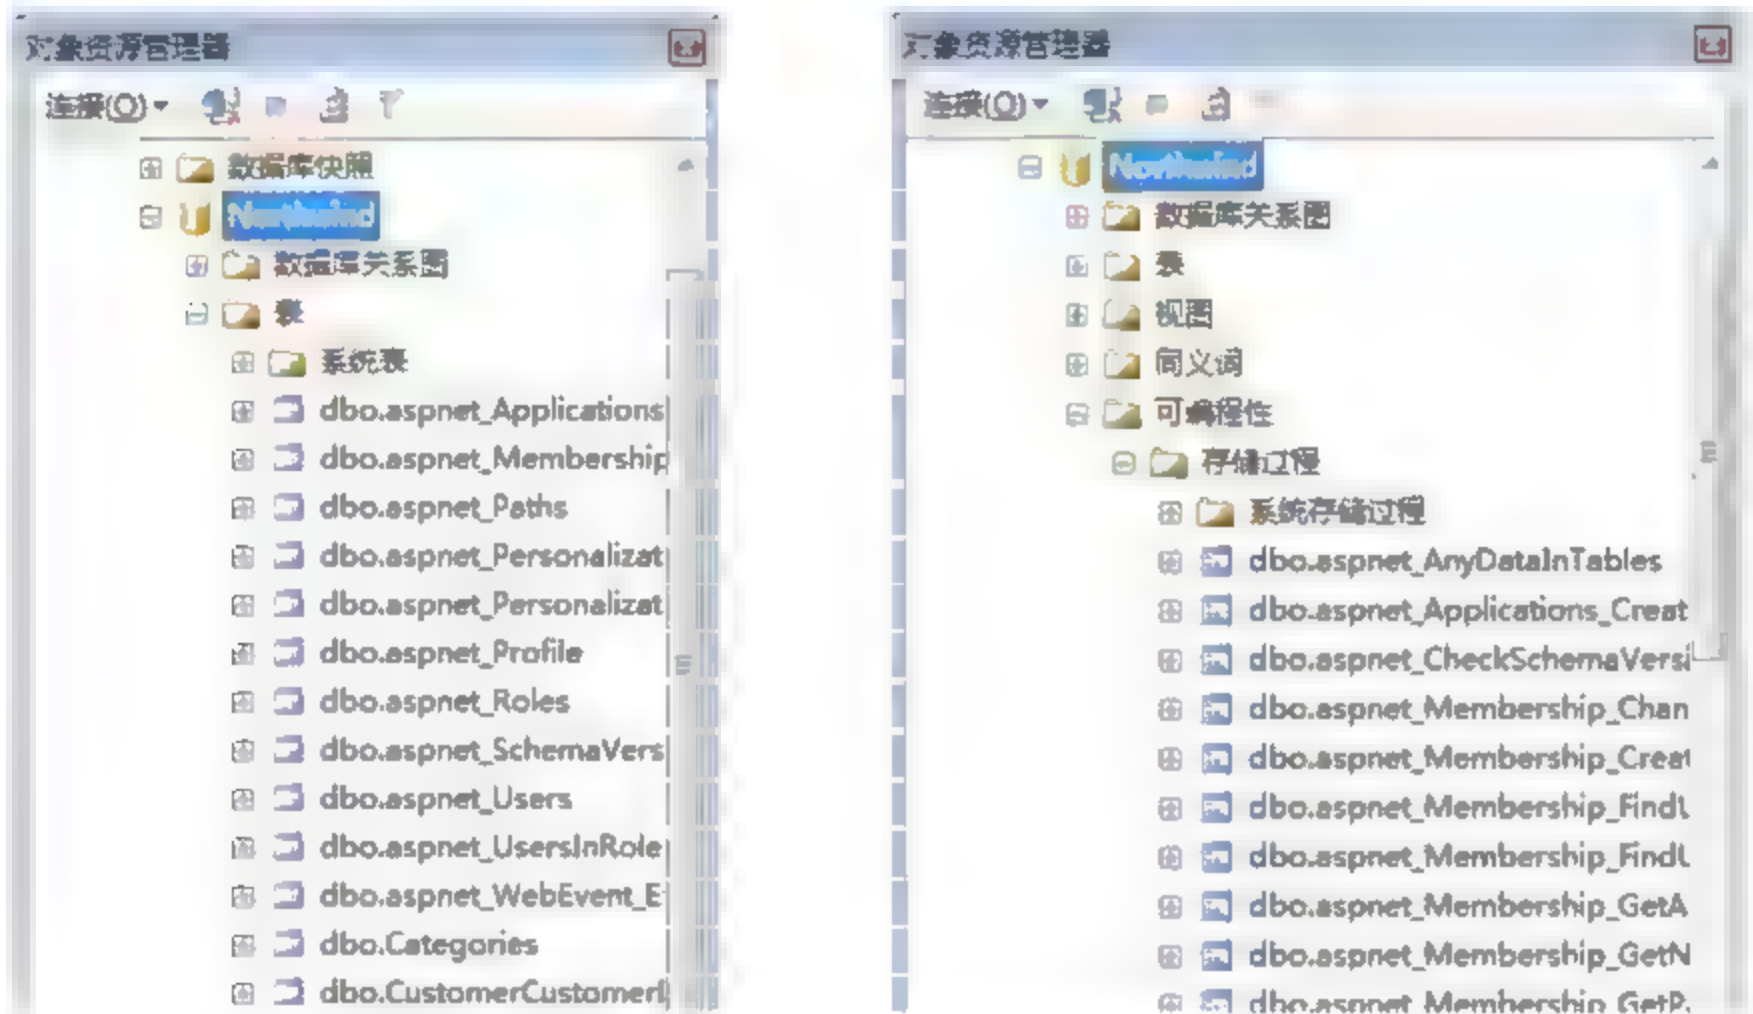 对象资源管理器
连接(O)
数据库快照
Northwind
数据库关系图
表
系统表
dbo.aspnet_Applications
dbo.aspnet_Membership
dbo.aspnet_Paths
dbo.aspnet_Personalizat
dbo.aspnet_Personalizat
dbo.aspnet_Profile
dbo.aspnet_Roles
dbo.aspnet_SchemaVers
dbo.aspnet_Users
dbo.aspnet_UsersInRole
dbo.aspnet_WebEvent_E
dbo.Categories
dbo.CustomerCustomerI
对象资源管理器
连接(O)
Northwind
数据库关系图
表
视图
同义词
可编程性
存储过程
系统存储过程
dbo.aspnet_AnyDataInTables
dbo.aspnet_Applications_Creat
dbo.aspnet_CheckSchemaVersi
dbo.aspnet_Membership_Chan
dbo.aspnet_Membership_Creat
dbo.aspnet_Membership_FindU
dbo.aspnet_Membership_FindU
dbo.aspnet_Membership_GetA
dbo.aspnet_Membership_GetN
dbo.aspnet_Membership_GetP